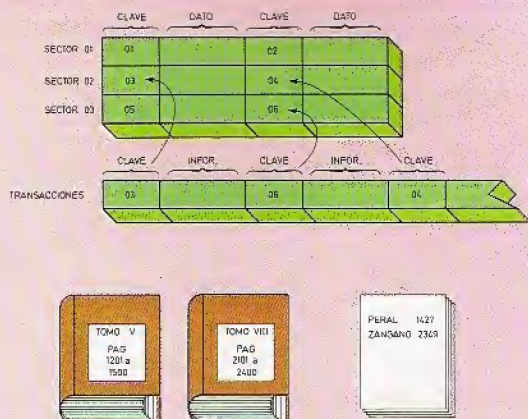 CLAVE DATO CLAVE DATO
SECTOR 01 01 02
SECTOR 02 03 04
SECTOR 03 05 06
CLAVE INFOR. CLAVE INFOR. CLAVE
TRANSACCIONES 03 06 04
TOMO V
PAG
1201 a
1500
TOMO VIII
PAG
2101 a
2400
PERAL 1427
ZANGANO 2349